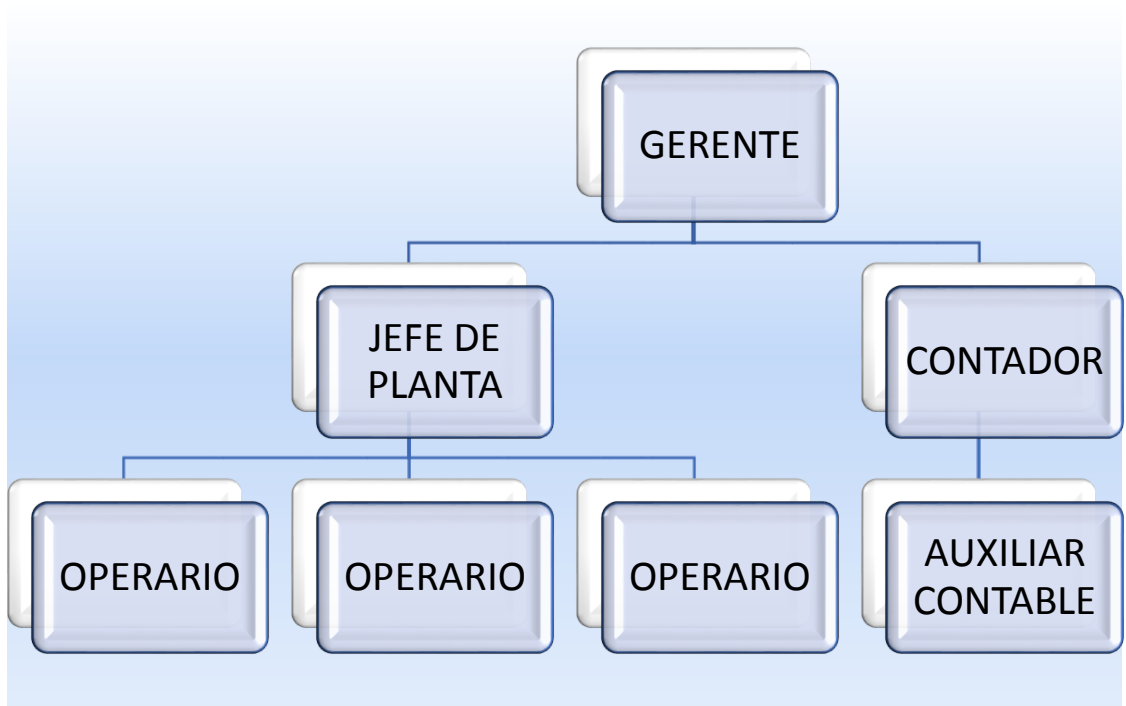 GERENTE
JEFE DE
PLANTA
CONTADOR
OPERARIO
OPERARIO
OPERARIO
AUXILIAR
CONTABLE